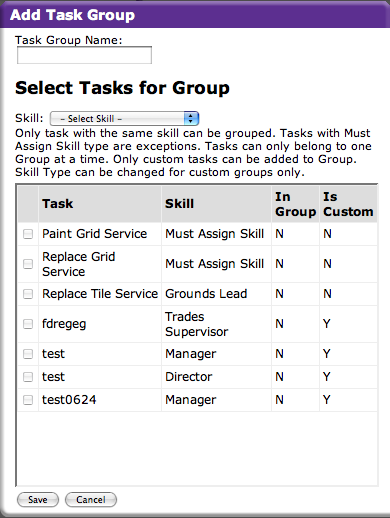 Add Task Group
Task Group Name:
Select Tasks for Group
Skill: – Select Skill –
Only task with the same skill can be grouped. Tasks with Must
Assign Skill type are exceptions. Tasks can only belong to one
Group at a time. Only custom tasks can be added to Group.
Skill Type can be changed for custom groups only.
Task Skill In Group Is Custom
Paint Grid Service Must Assign Skill N N
Replace Grid Service Must Assign Skill N N
Replace Tile Service Grounds Lead N N
fdregeg Trades Supervisor N Y
test Manager N Y
test Director N Y
test0624 Manager N Y
Save Cancel